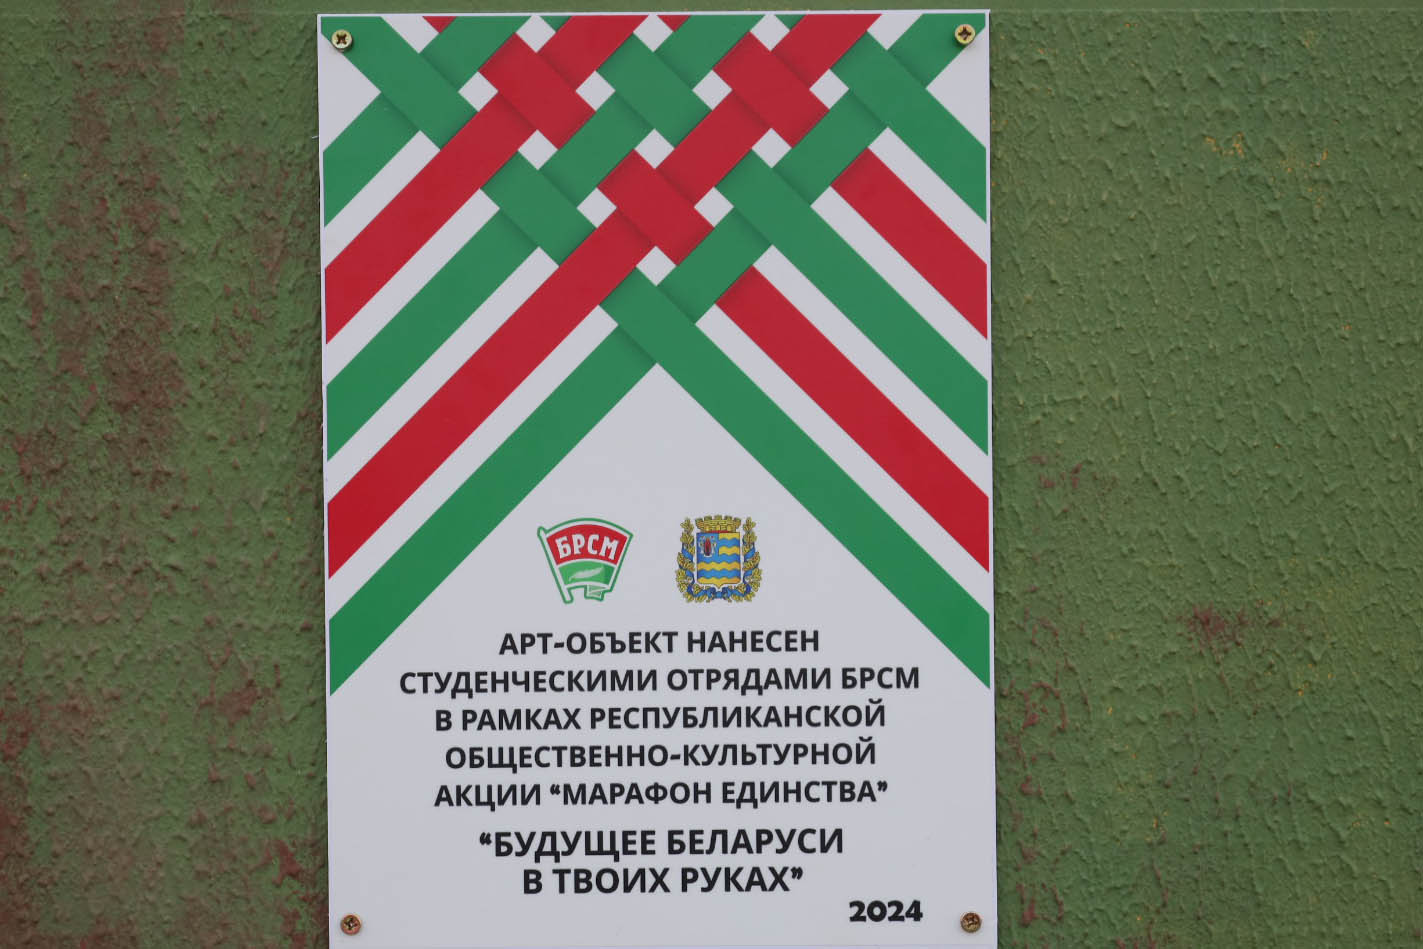 БРСМ
АРТ-ОБЪЕКТ НАНЕСЕН
СТУДЕНЧЕСКИМИ ОТРЯДАМИ БРСМ
В РАМКАХ РЕСПУБЛИКАНСКОЙ
ОБЩЕСТВЕННО-КУЛЬТУРНОЙ
АКЦИИ “МАРАФОН ЕДИНСТВА”
“БУДУЩЕЕ БЕЛАРУСИ
В ТВОИХ РУКАХ”
2024